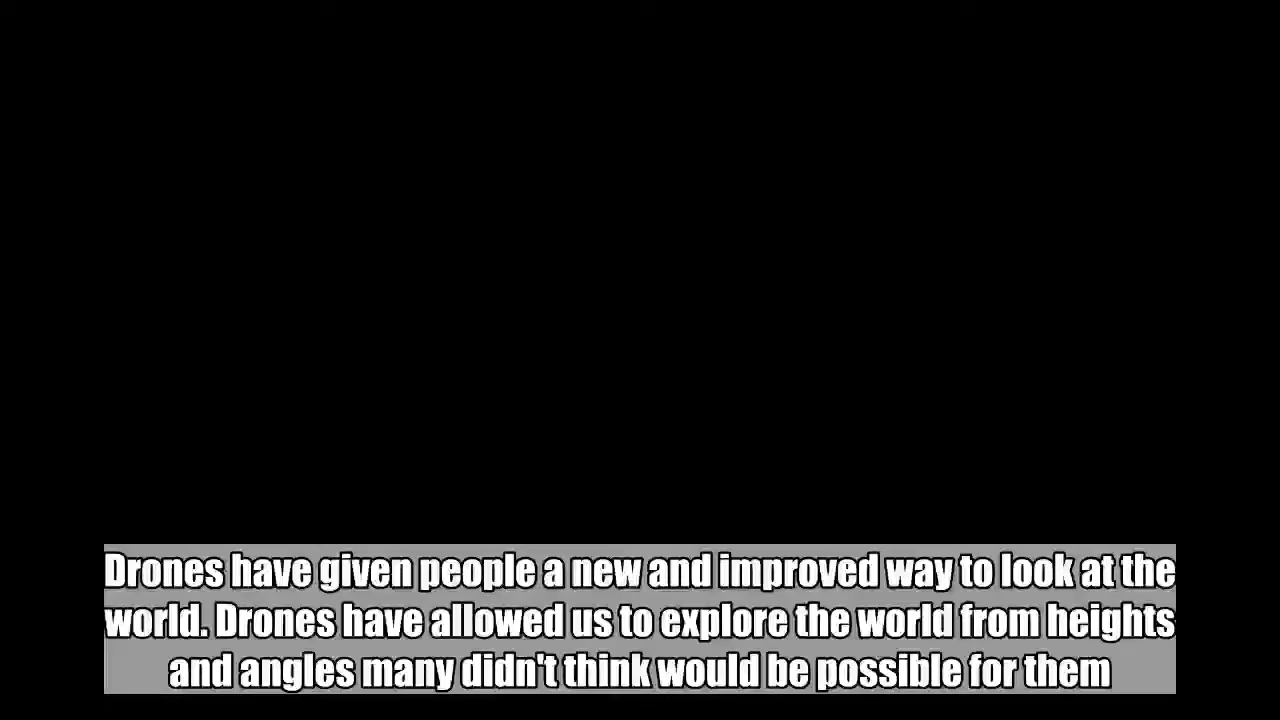 Drones have given people a new and improved way to look at the
world. Drones have allowed us to explore the world from heights
and angles many didn't think would be possible for them